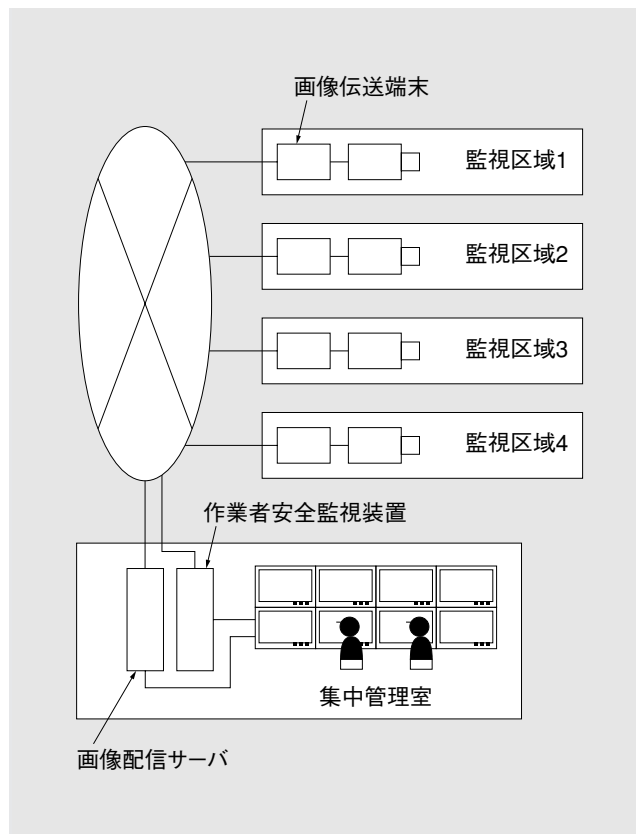 画像伝送端末
監視区域1
監視区域2
監視区域3
監視区域4
作業者安全監視装置
集中管理室
画像配信サーバ